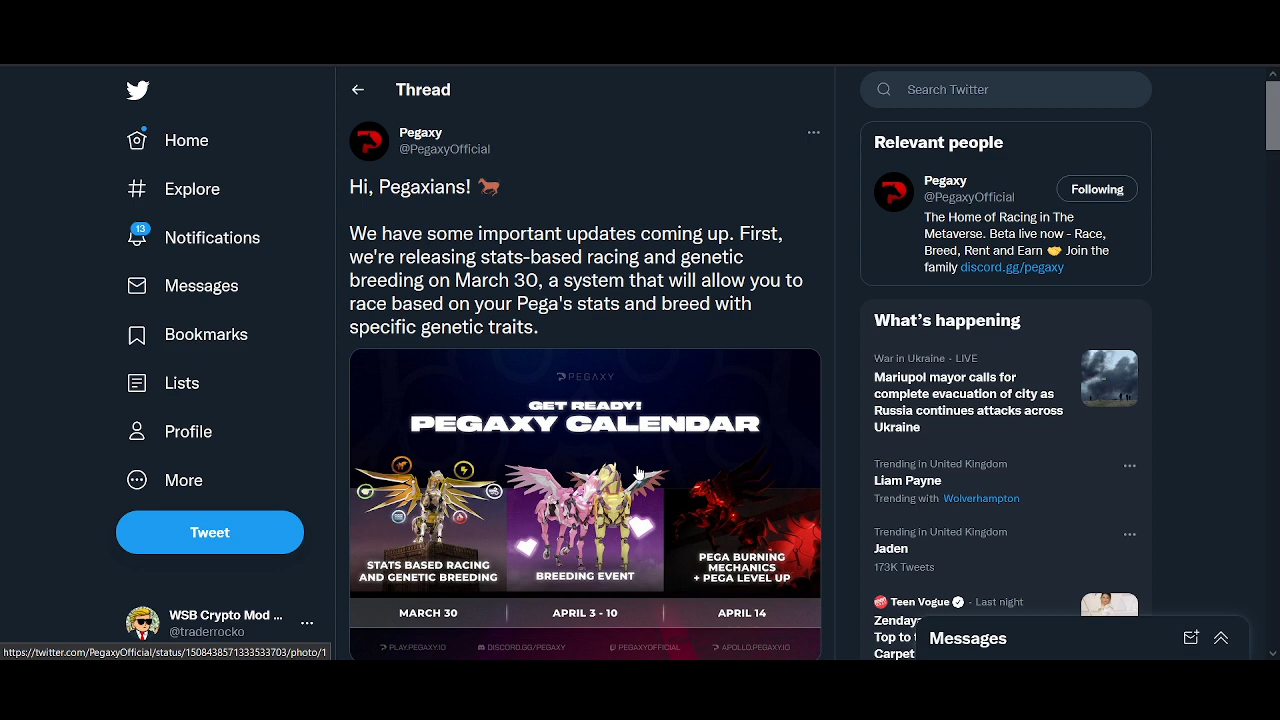 Home
Explore
13
Notifications
Messages
Bookmarks
Lists
Profile
More
Tweet
WSB Crypto Mod ...
@traderrocko
https://twitter.com/PegaxyOfficial/status/1508438571333533703/photo/1
Thread
Pegaxy
@PegaxyOfficial
Hi, Pegaxians!
We have some important updates coming up. First,
we're releasing stats-based racing and genetic
breeding on March 30, a system that will allow you to
race based on your Pega's stats and breed with
specific genetic traits.
PEGAXY
GET READY!
PEGAXY CALENDAR
STATS BASED RACING
AND GENETIC BREEDING
BREEDING EVENT
PEGA BURNING
MECHANICS
+ PEGA LEVEL UP
MARCH 30
APRIL 3 - 10
APRIL 14
PLAY.PEGAXY.IO
DISCORD.GG/PEGAXY
PEGAXYOFFICIAL
APOLLO.PEGAXY.IO
Search Twitter
Relevant people
Pegaxy
@PegaxyOfficial
Following
The Home of Racing in The
Metaverse. Beta live now - Race,
Breed, Rent and Earn 🤝 Join the
family discord.gg/pegaxy
What's happening
War in Ukraine · LIVE
Mariupol mayor calls for
complete evacuation of city as
Russia continues attacks across
Ukraine
Trending in United Kingdom
Liam Payne
Trending with Wolverhampton
Trending in United Kingdom
Jaden
173K Tweets
Teen Vogue · Last night
Zendaya
Top to
Carpet
Messages